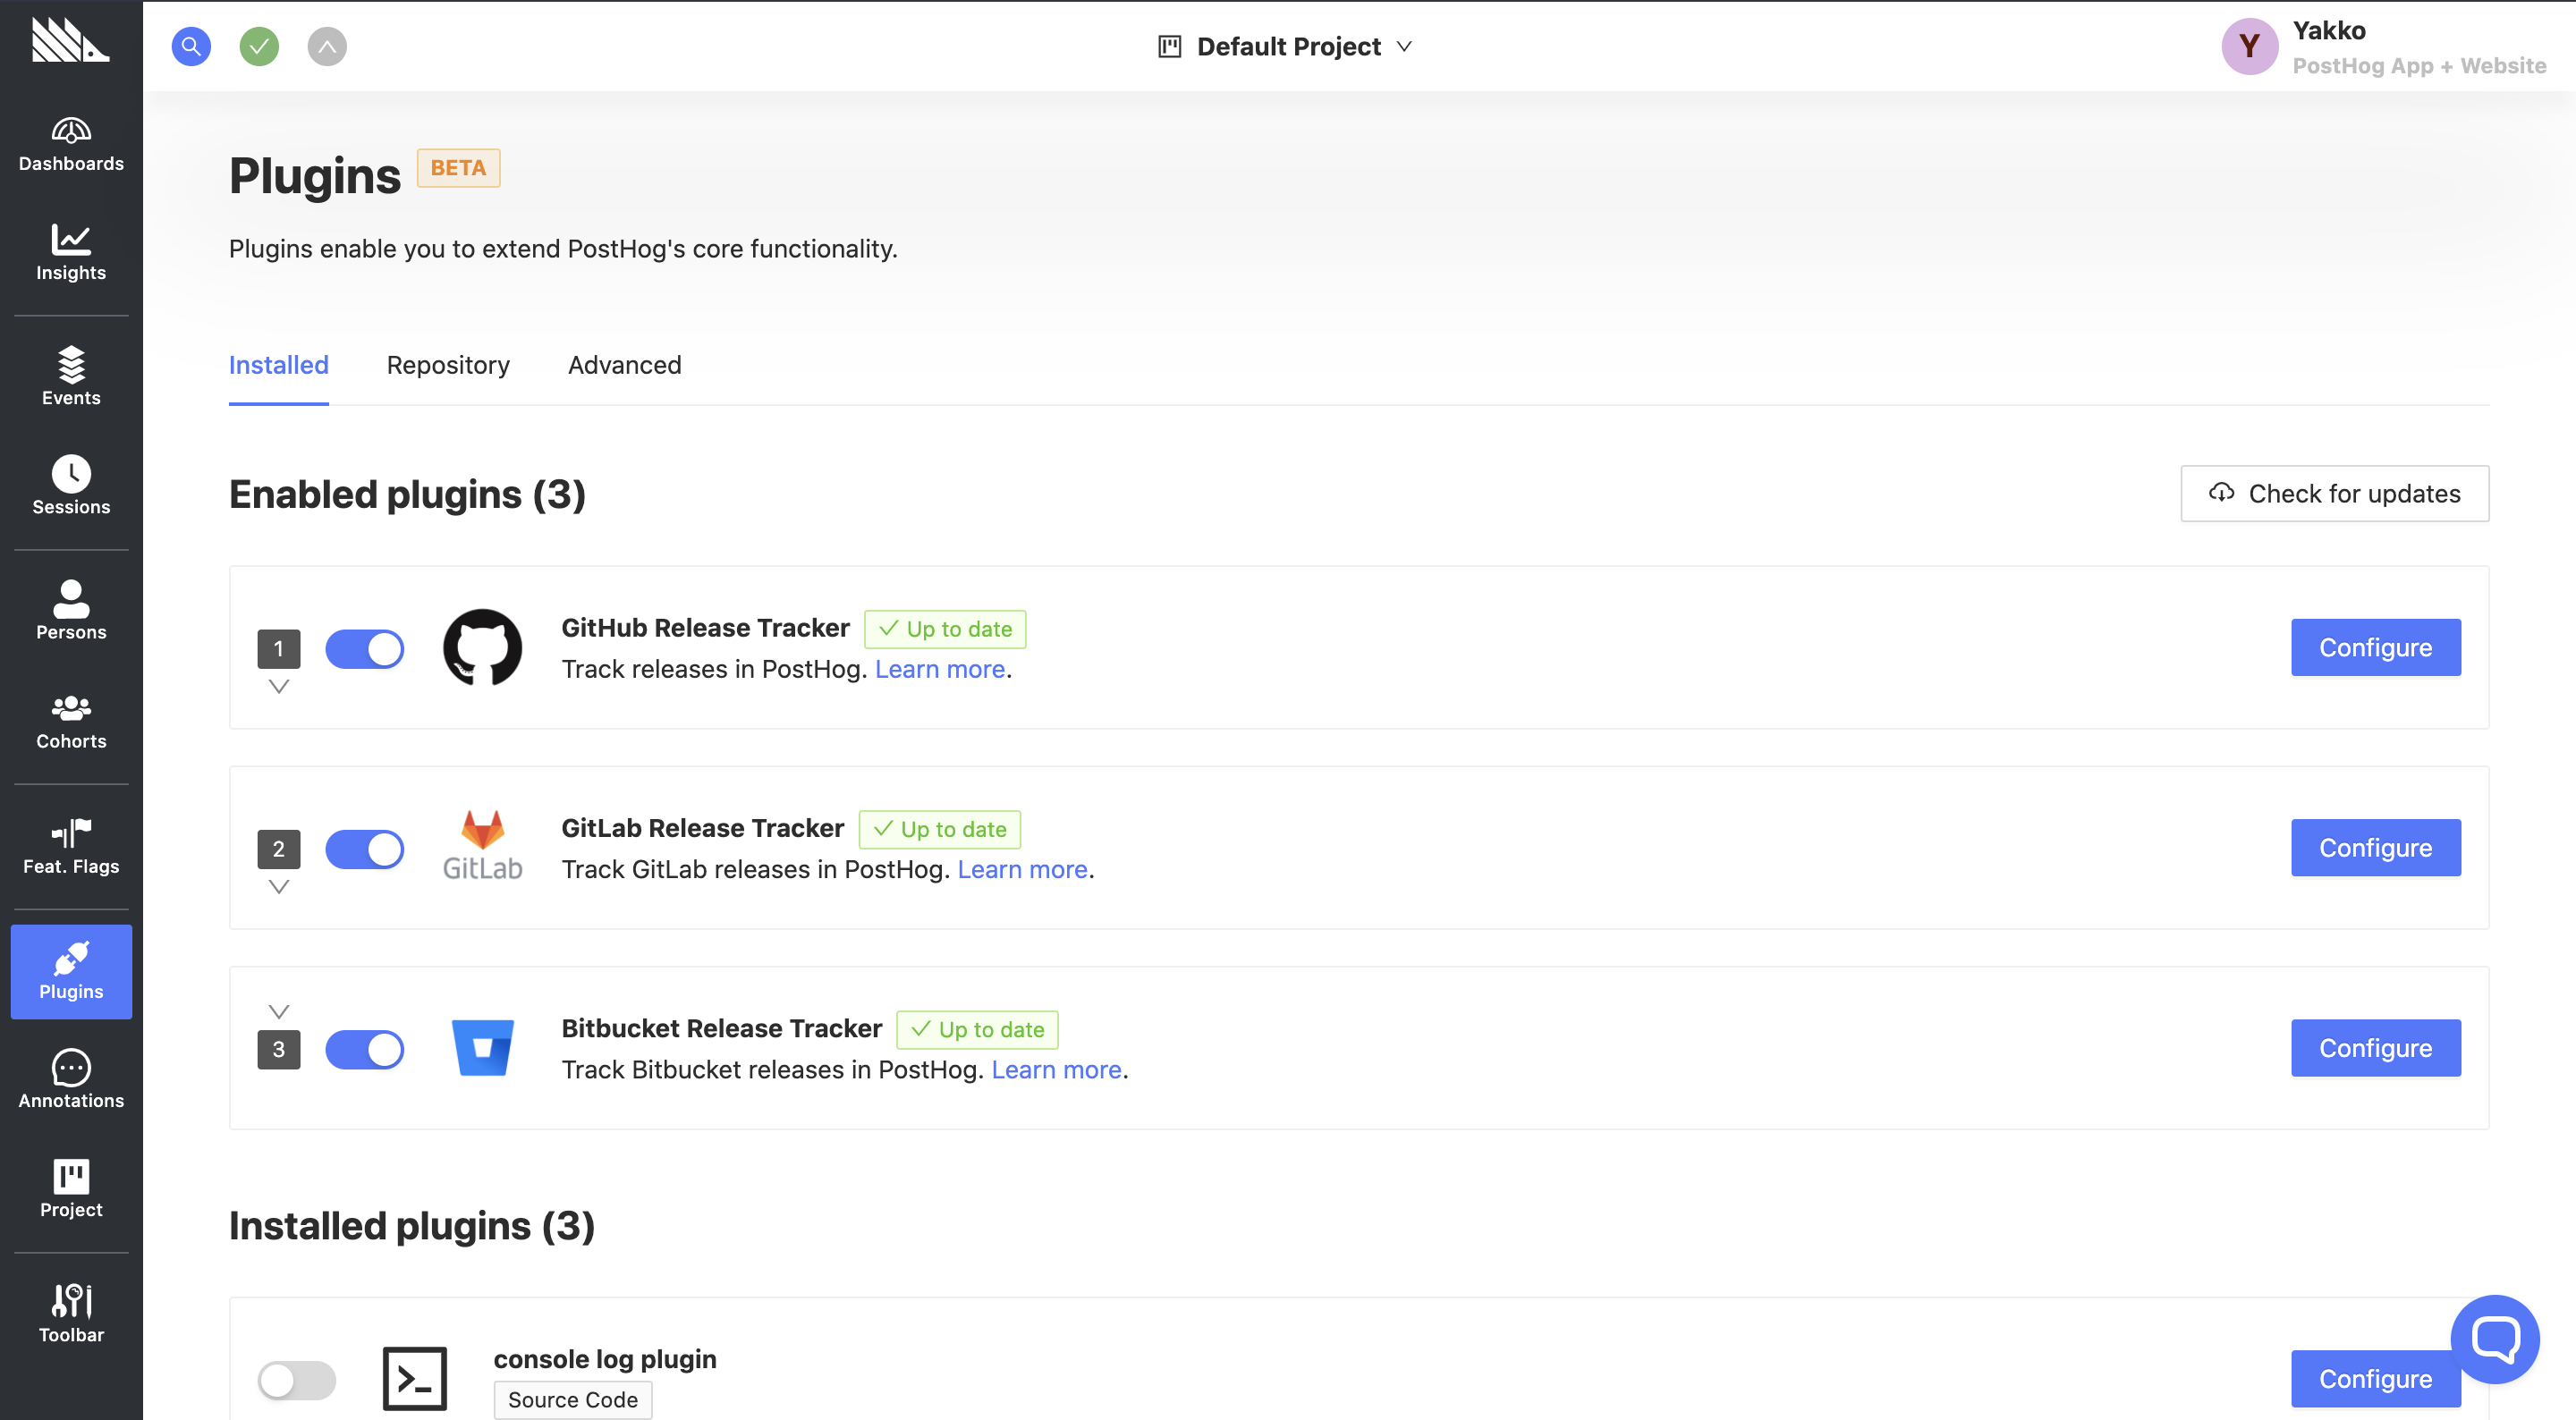 Default Project
Y
Yakko
PostHog App + Website
Dashboards
Insights
Events
Sessions
Persons
Cohorts
Feat. Flags
Plugins
Annotations
Project
Toolbar
Plugins BETA
Plugins enable you to extend PostHog's core functionality.
Installed Repository Advanced
Enabled plugins (3)
Check for updates
1
GitHub Release Tracker Up to date
Track releases in PostHog. Learn more.
Configure
2
GitLab
GitLab Release Tracker Up to date
Track GitLab releases in PostHog. Learn more.
Configure
3
Bitbucket Release Tracker Up to date
Track Bitbucket releases in PostHog. Learn more.
Configure
Installed plugins (3)
console log plugin
Source Code
Configure